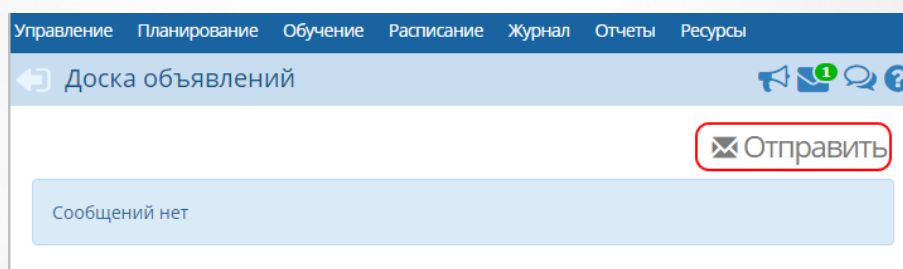 Управление Планирование Обучение Расписание Журнал Отчеты Ресурсы
Доска объявлений 1 ?
Отправить
Сообщений нет